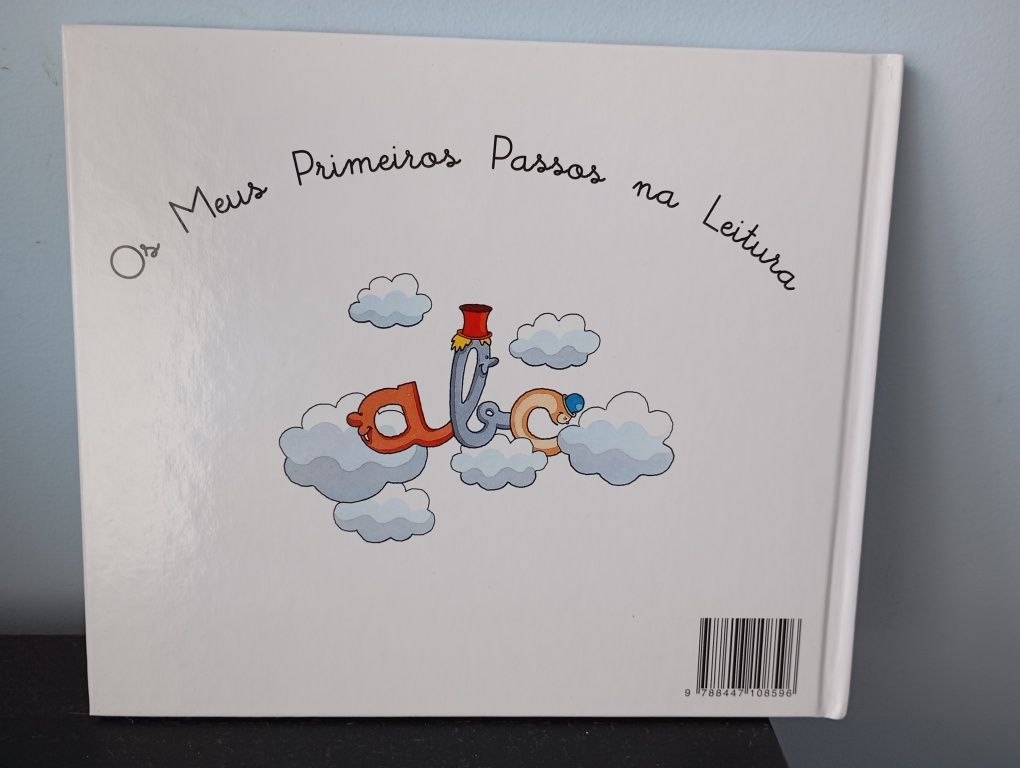 Os Meus Primeiros Passos na Leitura
abc
9 788447 108596